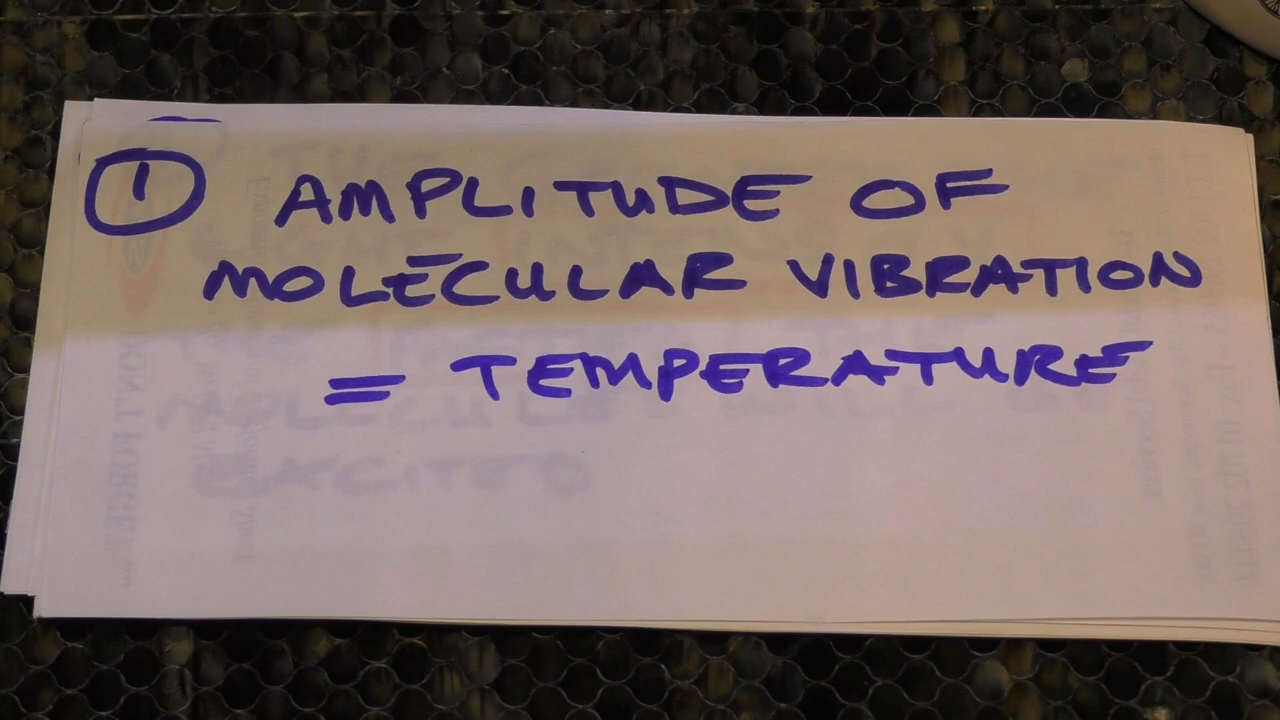 ① AMPLITUDE OF
MOLECULAR VIBRATION
= TEMPERATURE